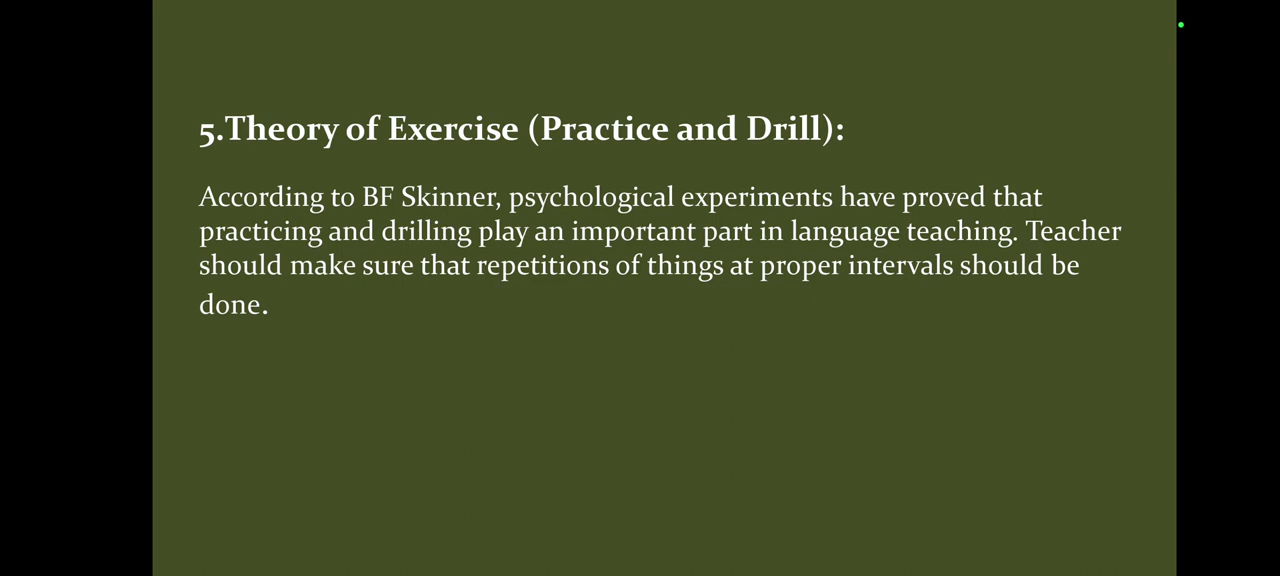 5.Theory of Exercise (Practice and Drill):
According to BF Skinner, psychological experiments have proved that
practicing and drilling play an important part in language teaching. Teacher
should make sure that repetitions of things at proper intervals should be
done.